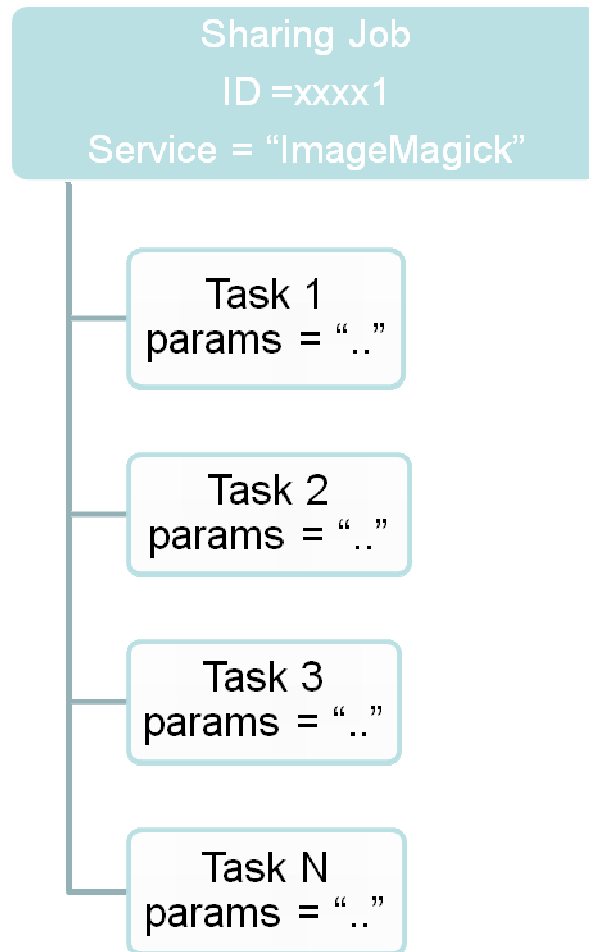 Sharing Job
ID =xxxx1
Service = “ImageMagick”
Task 1
params = “..”
Task 2
params = “..”
Task 3
params = “..”
Task N
params = “..”